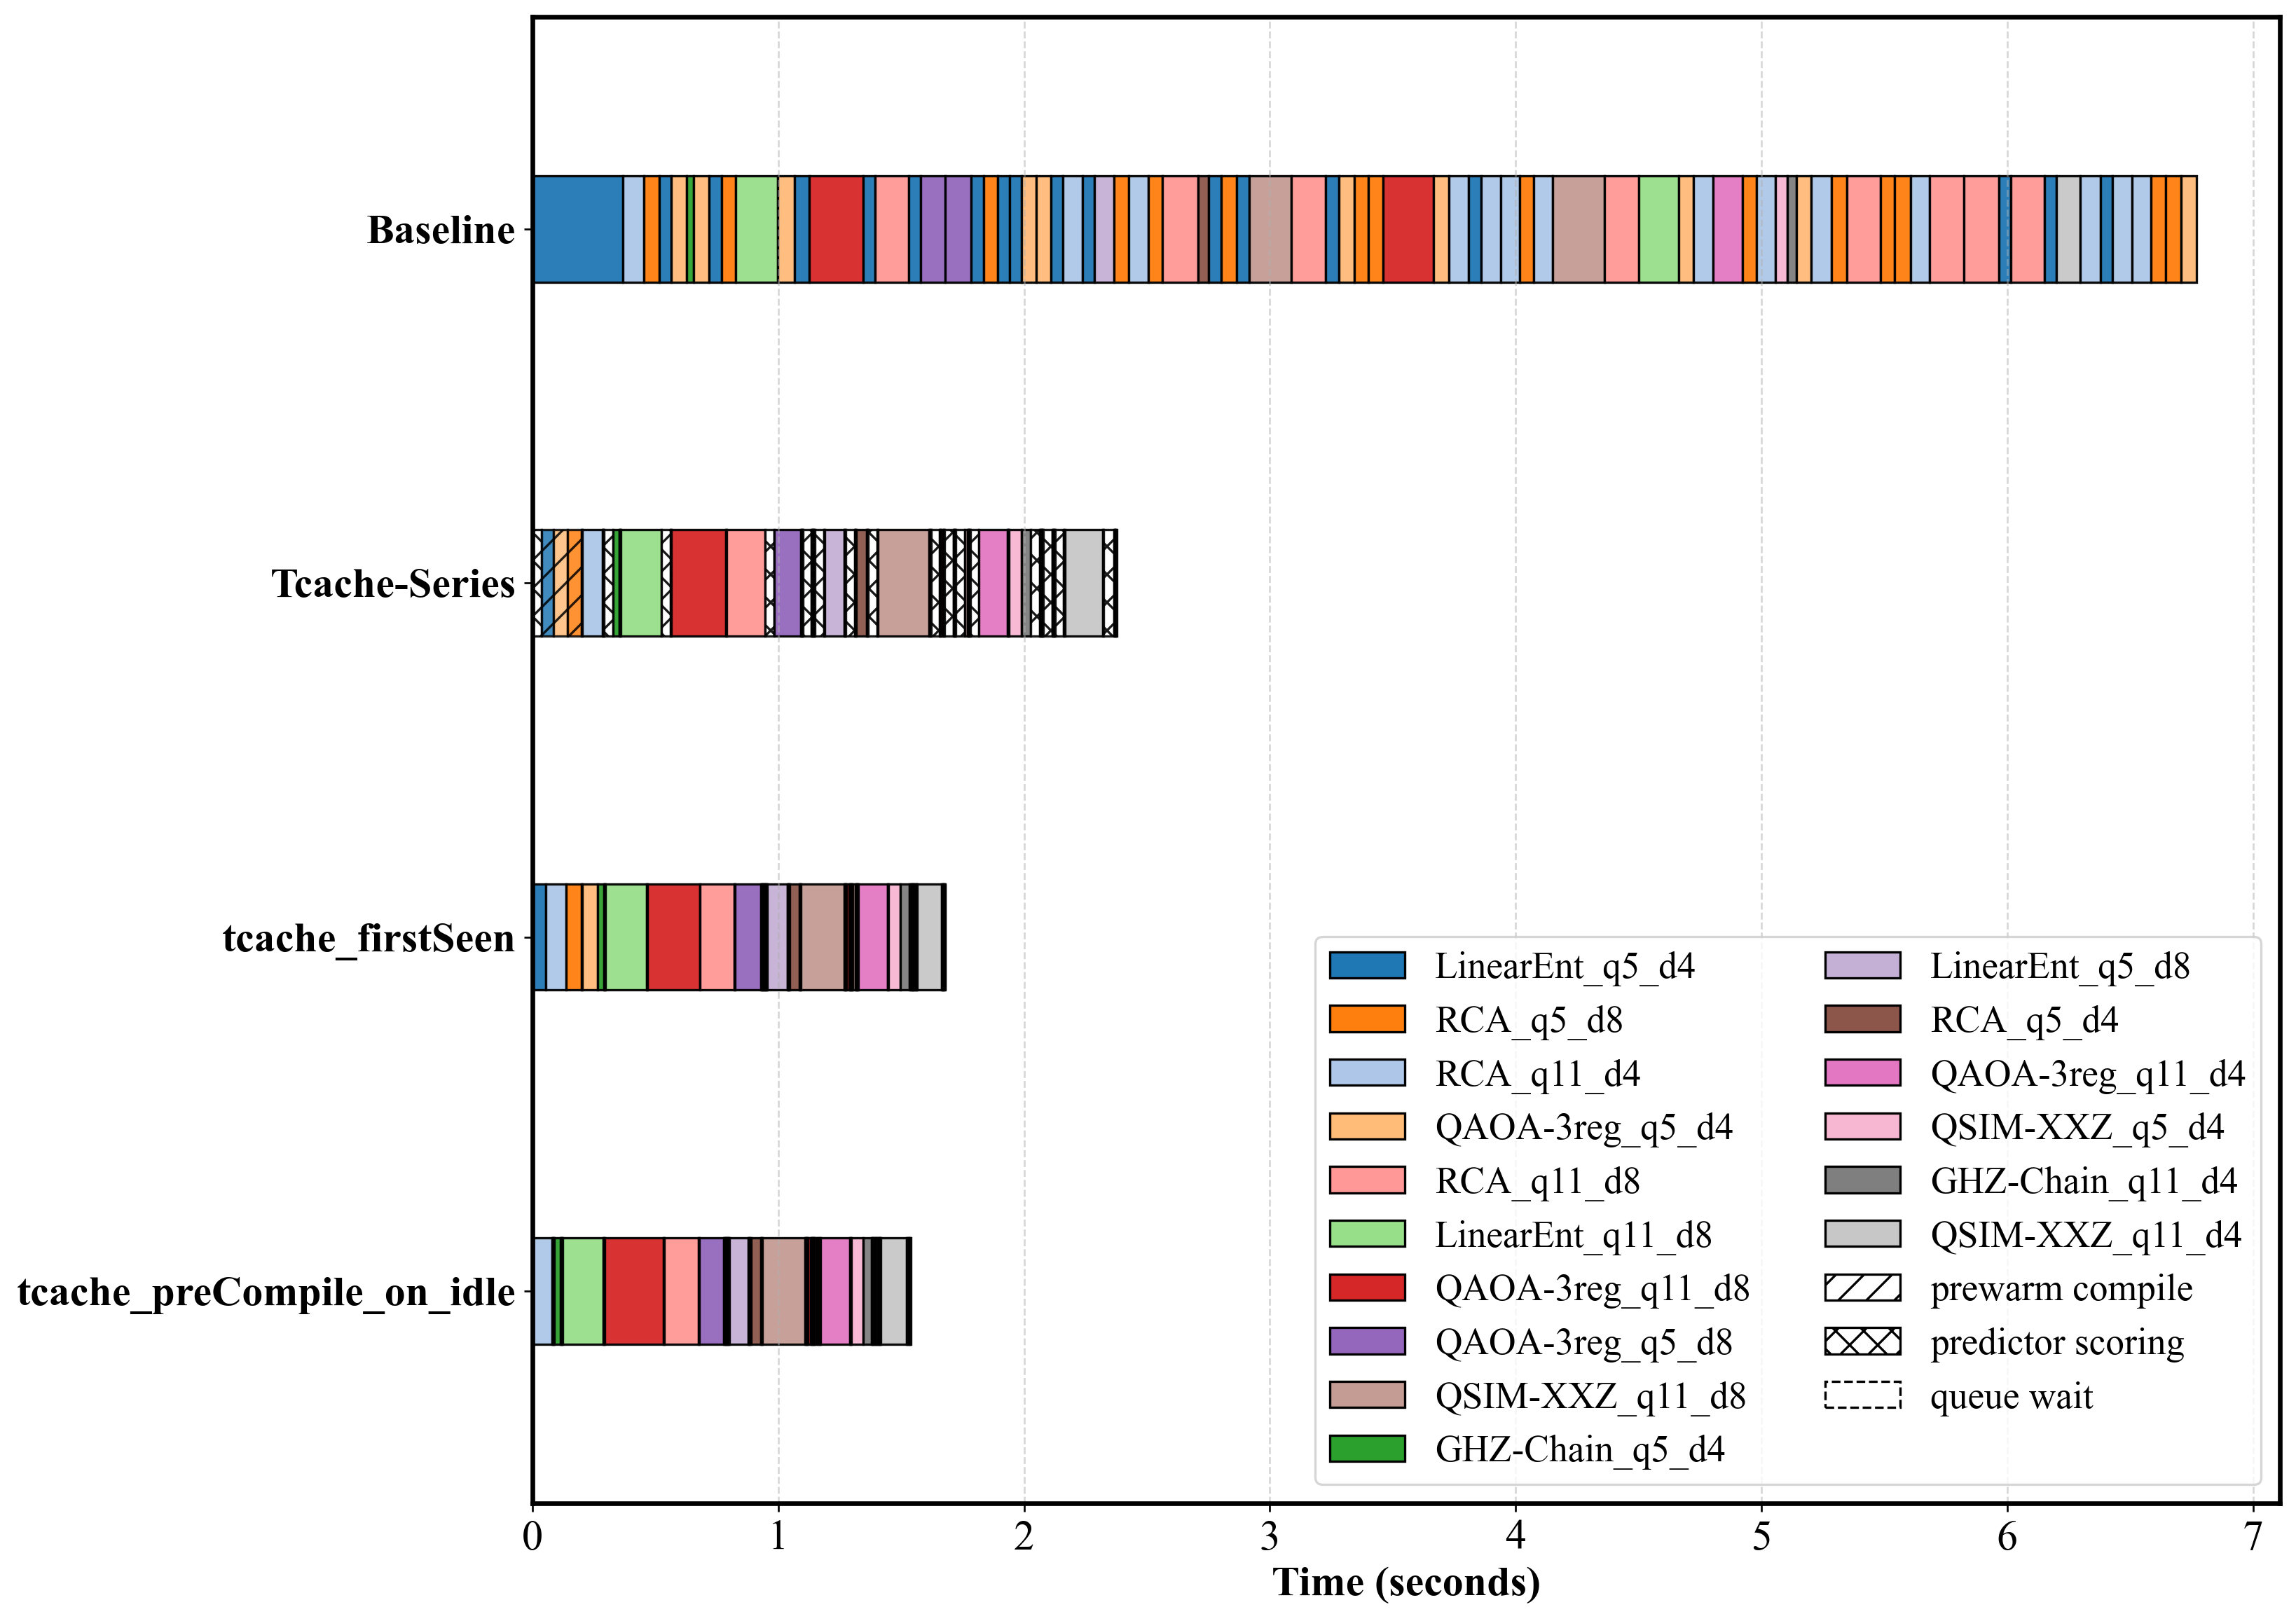 Baseline
Tcache-Series
tcache_firstSeen
tcache_preCompile_on_idle
LinearEnt_q5_d4
RCA_q5_d8
RCA_q11_d4
QAOA-3reg_q5_d4
RCA_q11_d8
LinearEnt_q11_d8
QAOA-3reg_q11_d8
QAOA-3reg_q5_d8
QSIM-XXZ_q11_d8
GHZ-Chain_q5_d4
LinearEnt_q5_d8
RCA_q5_d4
QAOA-3reg_q11_d4
QSIM-XXZ_q5_d4
GHZ-Chain_q11_d4
QSIM-XXZ_q11_d4
prewarm compile
predictor scoring
queue wait
0 1 2 3 4 5 6 7
Time (seconds)